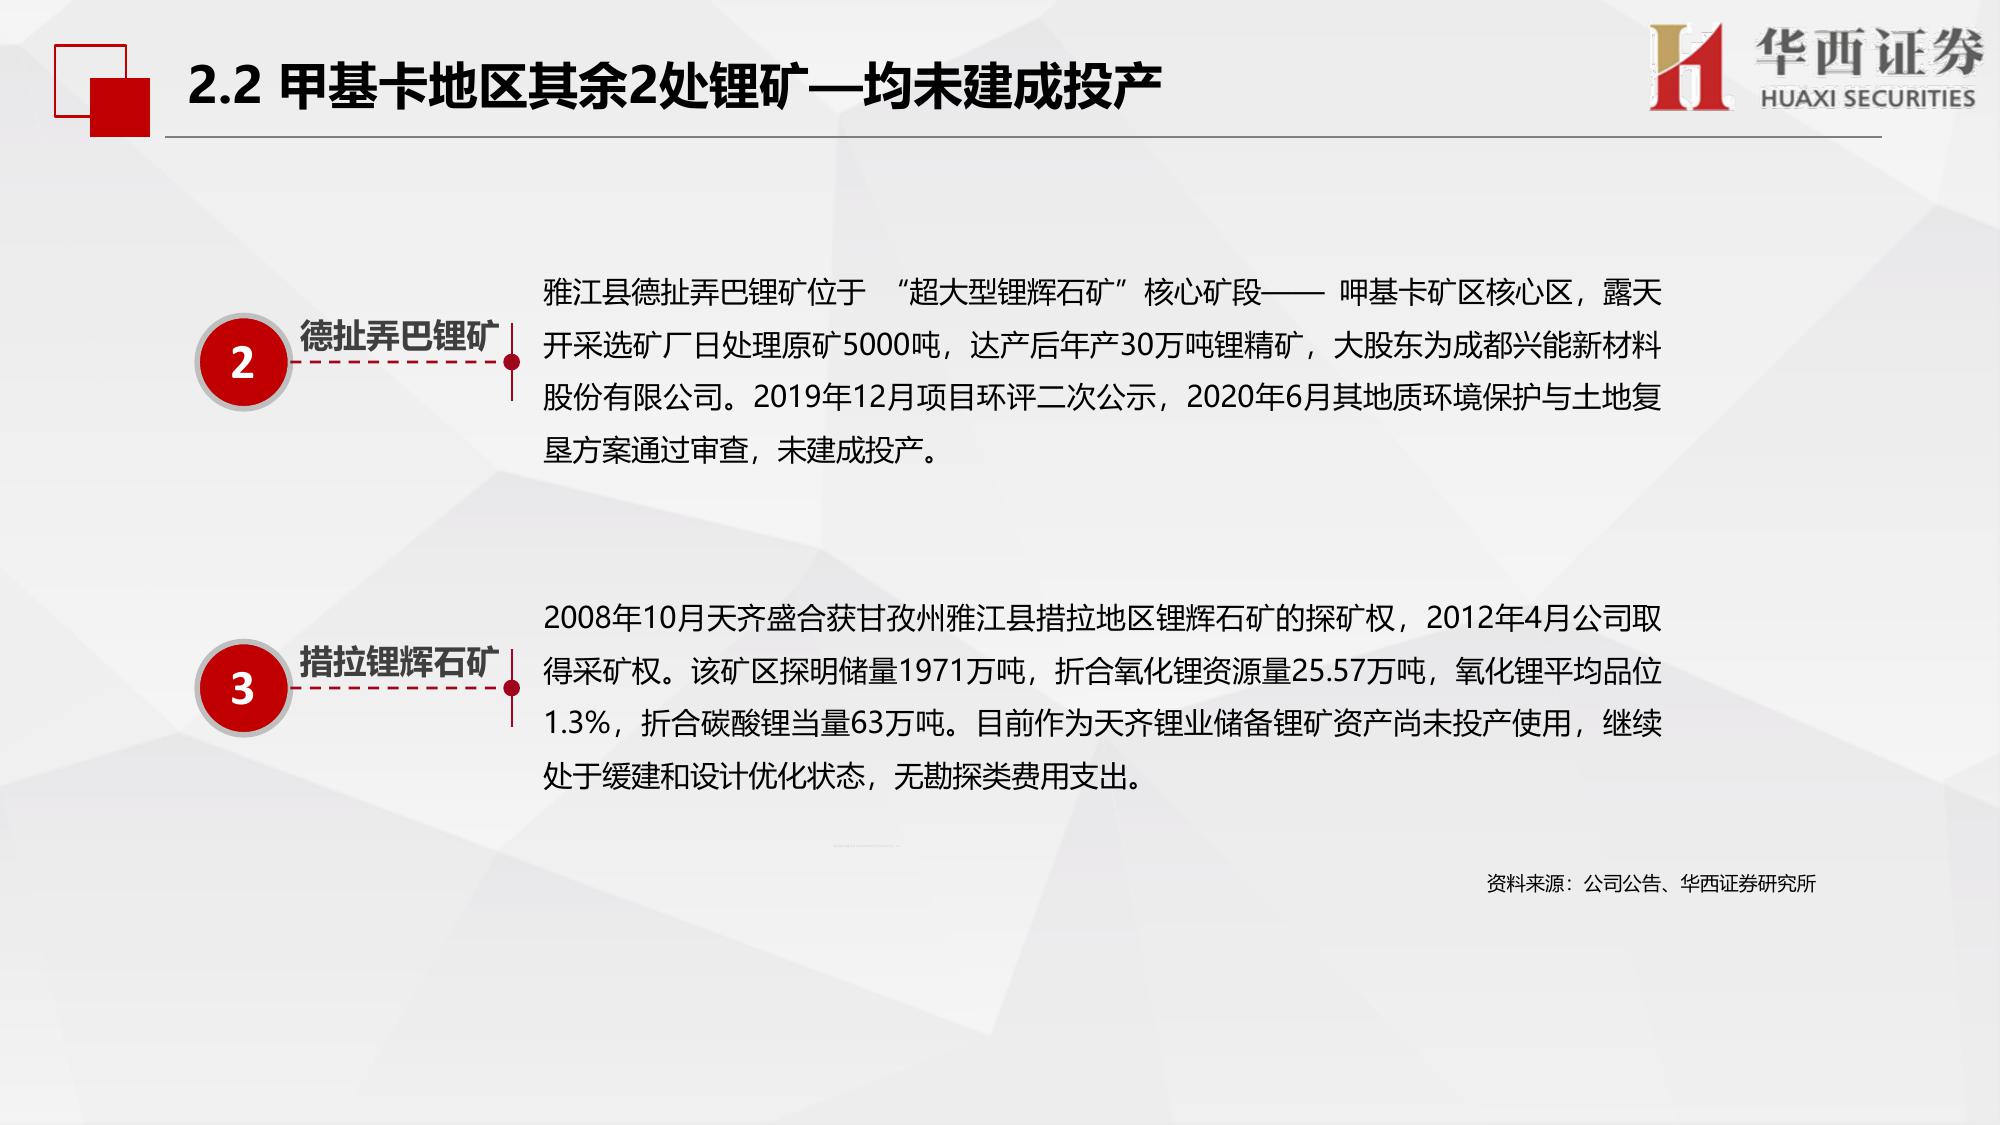 2.2 甲基卡地区其余2处锂矿—均未建成投产
华西证券
HUAXI SECURITIES
2
德扯弄巴锂矿
雅江县德扯弄巴锂矿位于 “超大型锂辉石矿”核心矿段—— 呷基卡矿区核心区，露天
开采选矿厂日处理原矿5000吨，达产后年产30万吨锂精矿，大股东为成都兴能新材料
股份有限公司。2019年12月项目环评二次公示，2020年6月其地质环境保护与土地复
垦方案通过审查，未建成投产。
3
措拉锂辉石矿
2008年10月天齐盛合获甘孜州雅江县措拉地区锂辉石矿的探矿权，2012年4月公司取
得采矿权。该矿区探明储量1971万吨，折合氧化锂资源量25.57万吨，氧化锂平均品位
1.3%，折合碳酸锂当量63万吨。目前作为天齐锂业储备锂矿资产尚未投产使用，继续
处于缓建和设计优化状态，无勘探类费用支出。
资料来源：公司公告、华西证券研究所